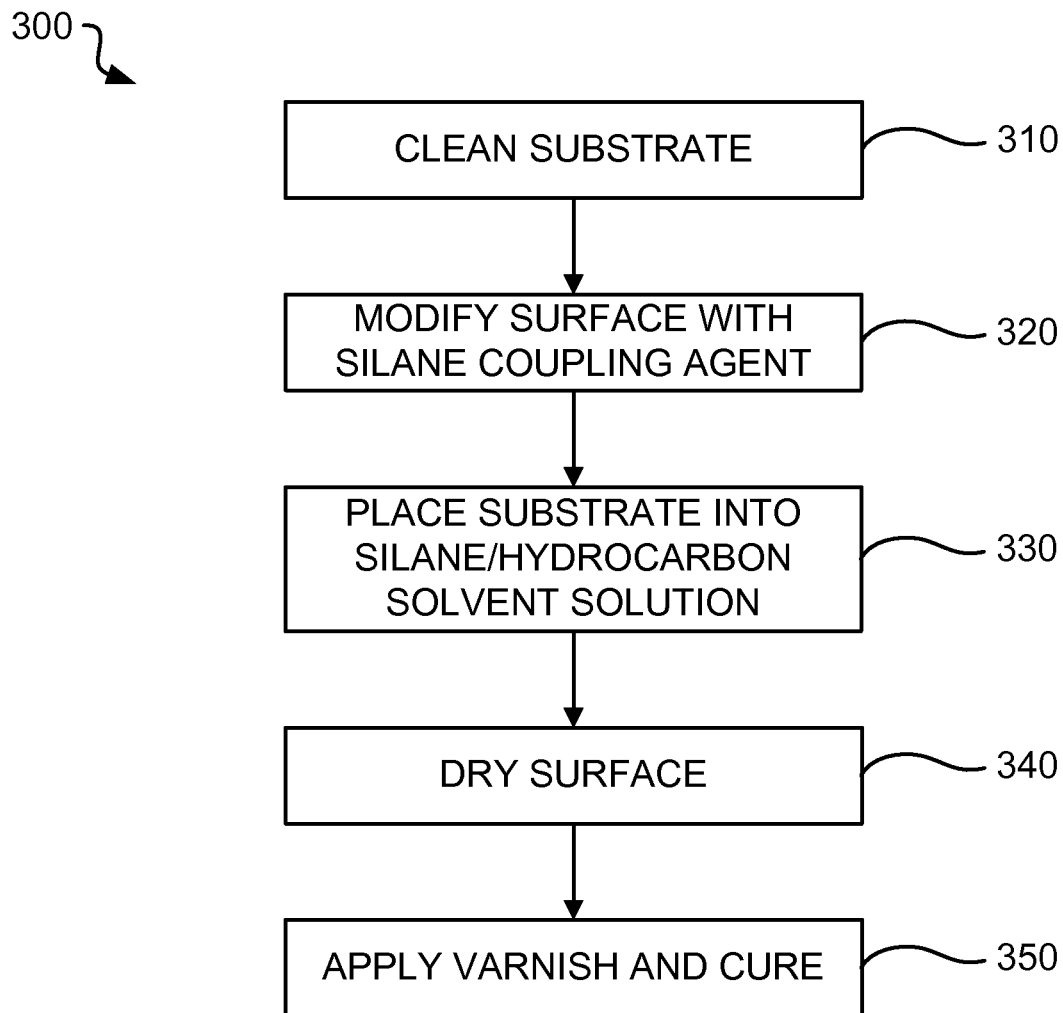 300
CLEAN SUBSTRATE
310
MODIFY SURFACE WITH
SILANE COUPLING AGENT
320
PLACE SUBSTRATE INTO
SILANE/HYDROCARBON
SOLVENT SOLUTION
330
DRY SURFACE
340
APPLY VARNISH AND CURE
350